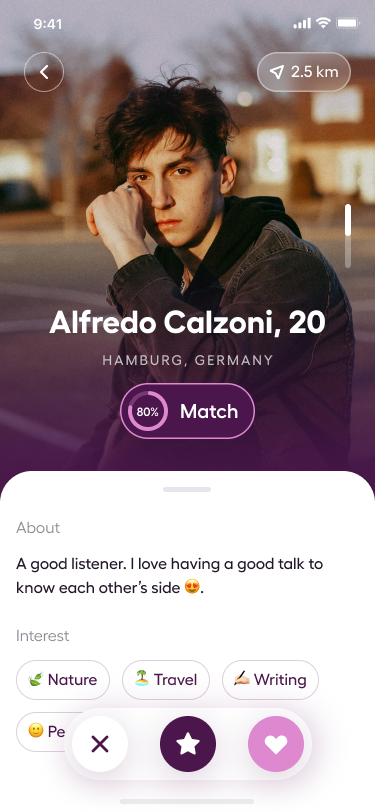 9:41
2.5 km
Alfredo Calzoni, 20
HAMBURG, GERMANY
80% Match
About
A good listener. I love having a good talk to
know each other's side 😍.
Interest
🌿 Nature
🏝️ Travel
✍🏻 Writing
🙂 Pe